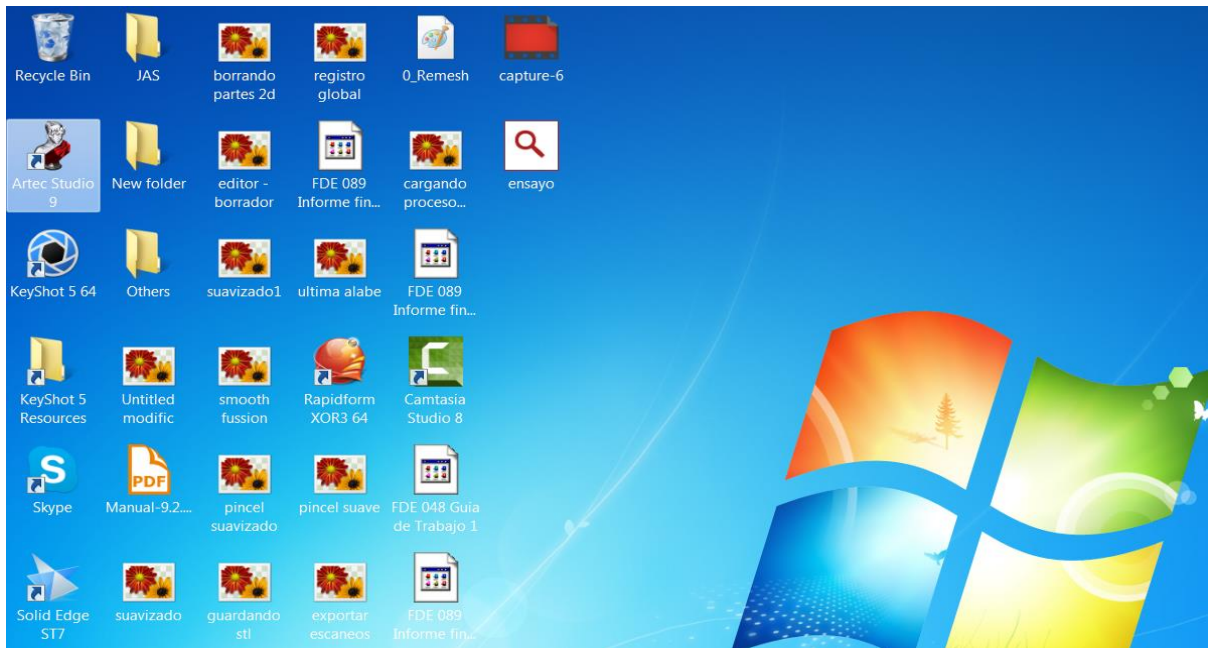 Recycle Bin
JAS
borrando
partes 2d
registro
global
0_Remesh
capture-6
Artec Studio
9
New folder
editor -
borrador
FDE 089
Informe fin...
cargando
proceso...
ensayo
KeyShot 5 64
Others
suavizado1
ultima alabe
FDE 089
Informe fin...
KeyShot 5
Resources
Untitled
modific
smooth
fussion
Rapidform
XOR3 64
Camtasia
Studio 8
Skype
PDF
Manual-9.2....
pincel
suavizado
pincel suave
FDE 048 Guia
de Trabajo 1
Solid Edge
ST7
suavizado
guardando
stl
exportar
escaneos
FDE 089
Informe fin...